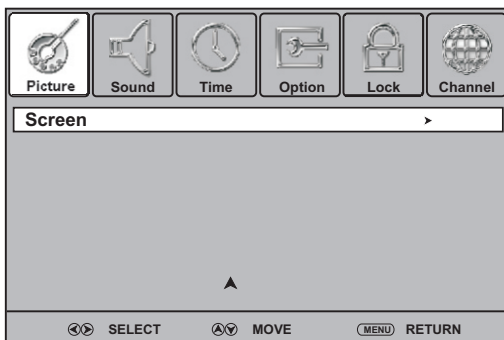 Picture Sound Time Option Lock Channel
Screen
SELECT MOVE MENU RETURN